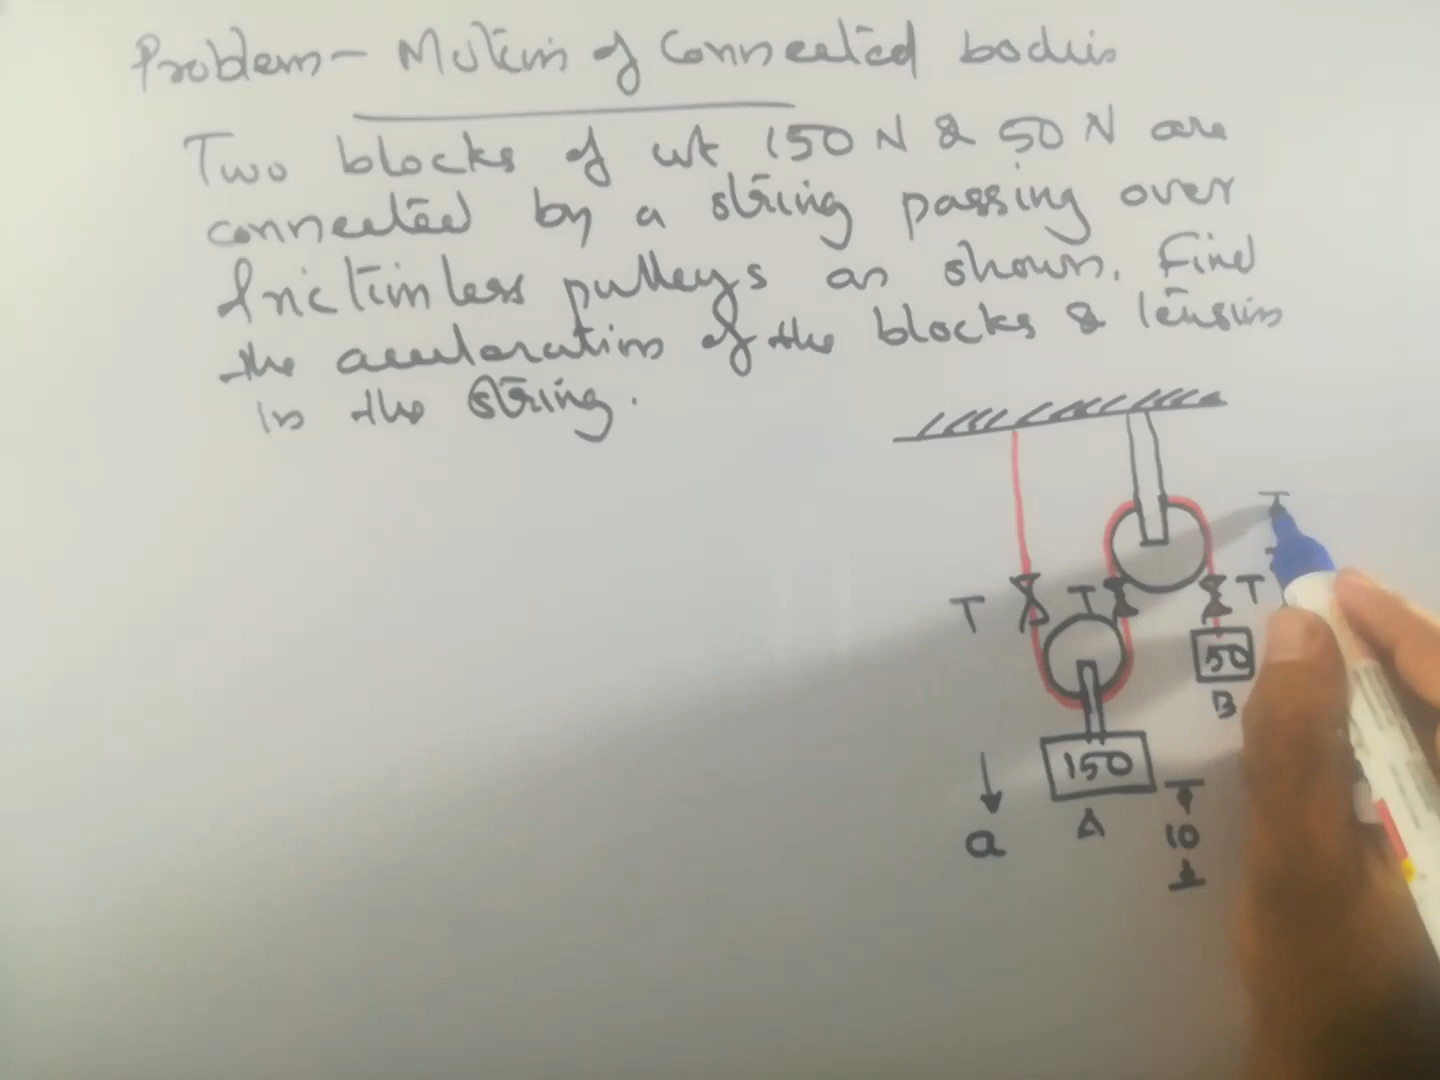 Problem - Motion of Connected bodies
Two blocks of wt 150 N & 50 N are
connected by a string passing over
frictionless pulleys as shown. Find
the acceleration of the blocks & tension
in the string.
T
T
T
50
B
150
A
a
10